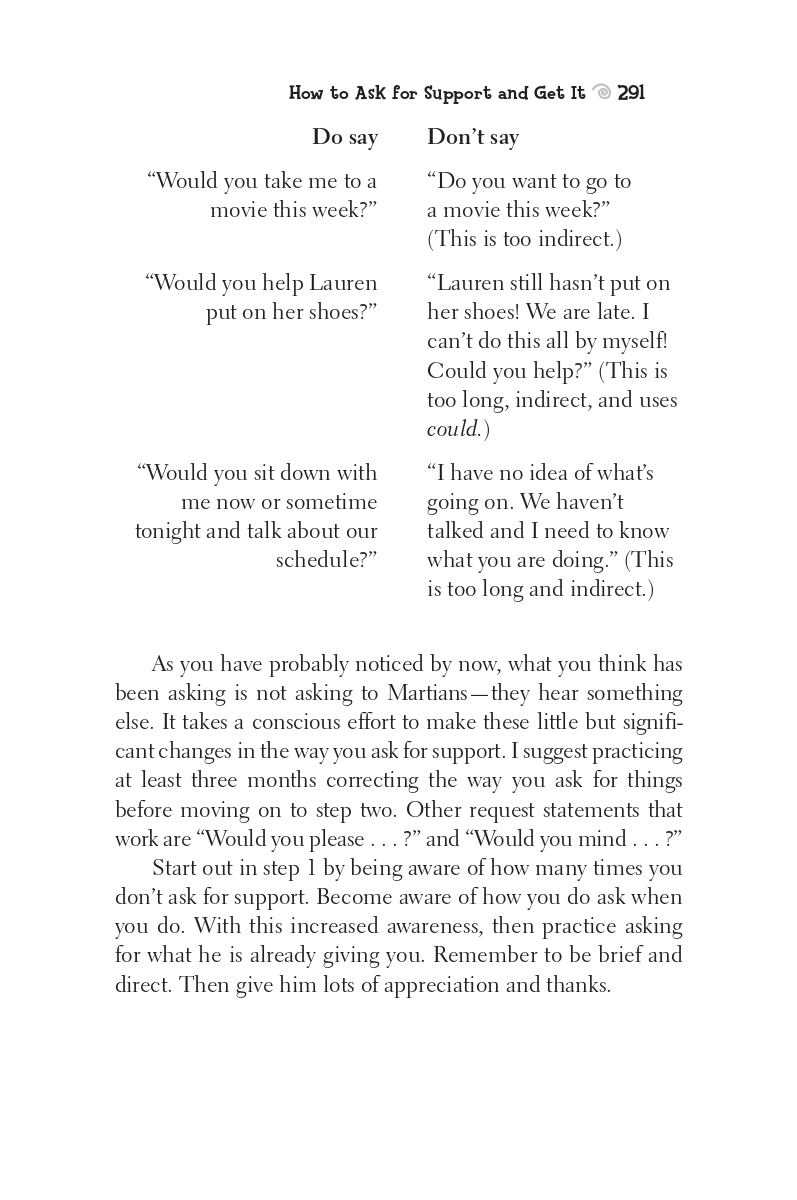 How to Ask for Support and Get It 291
Do say
Don’t say
“Would you take me to a
movie this week?”
“Do you want to go to
a movie this week?”
(This is too indirect.)
“Would you help Lauren
put on her shoes?”
“Lauren still hasn’t put on
her shoes! We are late. I
can’t do this all by myself!
Could you help?” (This is
too long, indirect, and uses
could.)
“Would you sit down with
me now or sometime
tonight and talk about our
schedule?”
“I have no idea of what’s
going on. We haven’t
talked and I need to know
what you are doing.” (This
is too long and indirect.)
As you have probably noticed by now, what you think has
been asking is not asking to Martians—they hear something
else. It takes a conscious effort to make these little but signifi-
cant changes in the way you ask for support. I suggest practicing
at least three months correcting the way you ask for things
before moving on to step two. Other request statements that
work are “Would you please . . . ?” and “Would you mind . . . ?”
Start out in step 1 by being aware of how many times you
don’t ask for support. Become aware of how you do ask when
you do. With this increased awareness, then practice asking
for what he is already giving you. Remember to be brief and
direct. Then give him lots of appreciation and thanks.